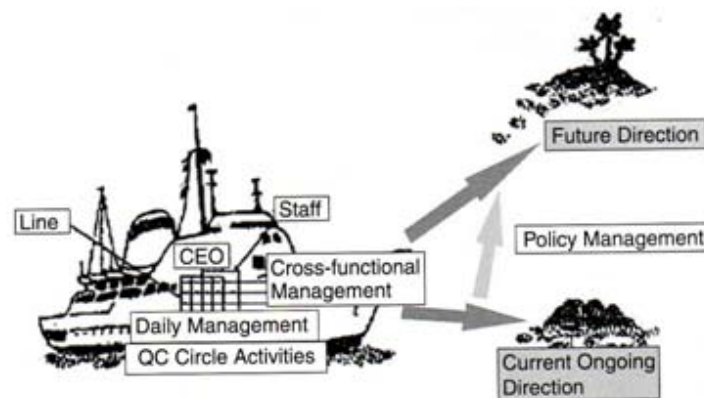 Future Direction
Staff
Line
Policy Management
CEO
Cross-functional
Management
Daily Management
QC Circle Activities
Current Ongoing
Direction